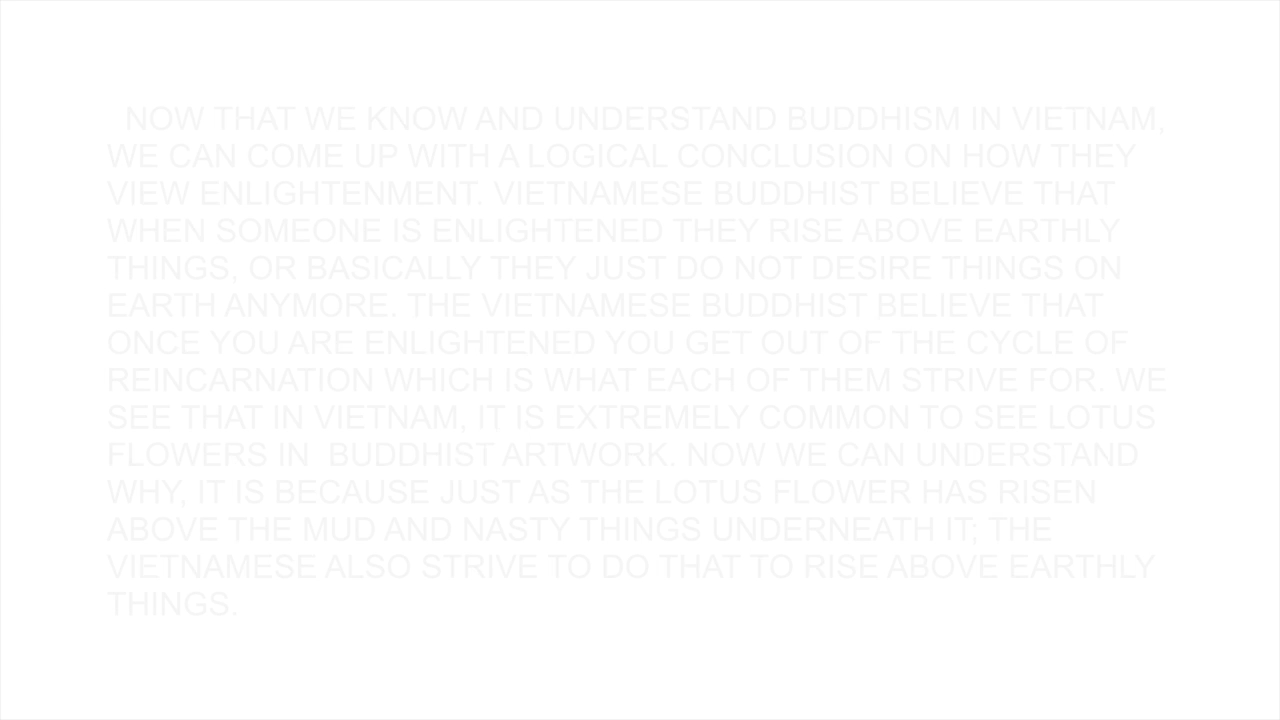 NOW THAT WE KNOW AND UNDERSTAND BUDDHISM IN VIETNAM,
WE CAN COME UP WITH A LOGICAL CONCLUSION ON HOW THEY
VIEW ENLIGHTENMENT. VIETNAMESE BUDDHIST BELIEVE THAT
WHEN SOMEONE IS ENLIGHTENED THEY RISE ABOVE EARTHLY
THINGS, OR BASICALLY THEY JUST DO NOT DESIRE THINGS ON
EARTH ANYMORE. THE VIETNAMESE BUDDHIST BELIEVE THAT
ONCE YOU ARE ENLIGHTENED YOU GET OUT OF THE CYCLE OF
REINCARNATION WHICH IS WHAT EACH OF THEM STRIVE FOR. WE
SEE THAT IN VIETNAM, IT IS EXTREMELY COMMON TO SEE LOTUS
FLOWERS IN  BUDDHIST ARTWORK. NOW WE CAN UNDERSTAND
WHY, IT IS BECAUSE JUST AS THE LOTUS FLOWER HAS RISEN
ABOVE THE MUD AND NASTY THINGS UNDERNEATH IT; THE
VIETNAMESE ALSO STRIVE TO DO THAT TO RISE ABOVE EARTHLY
THINGS.